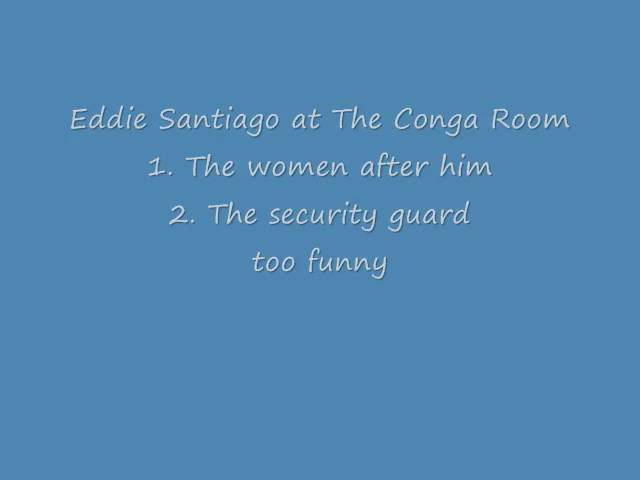 Eddie Santiago at The Conga Room
1. The women after him
2. The security guard
too funny